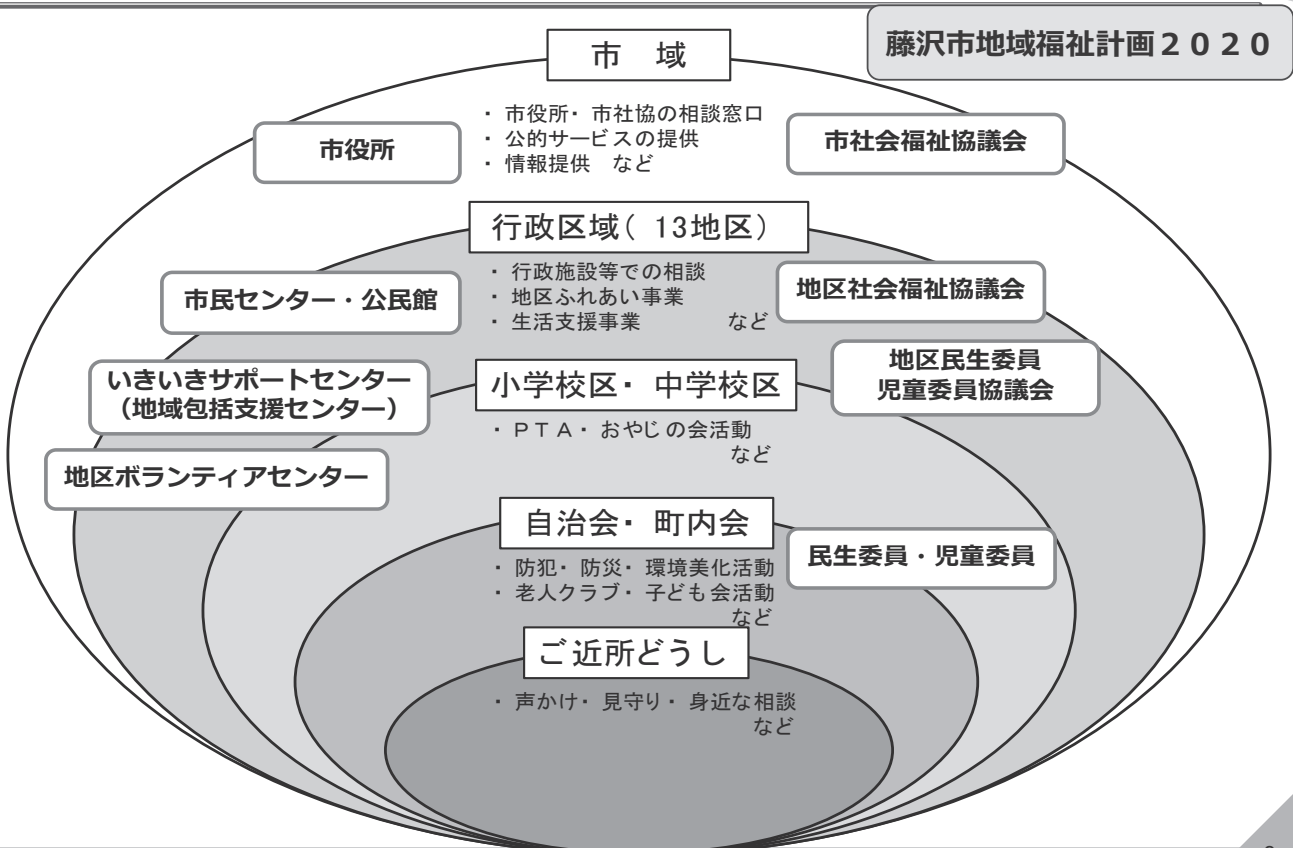 藤沢市地域福祉計画２０２０
市　域
・ 市役所・ 市社協の相談窓口
・ 公的サービスの提供
・ 情報提供　など
市役所
市社会福祉協議会
行政区域（ 13地区）
・ 行政施設等での相談
・ 地区ふれあい事業
・ 生活支援事業　　　　など
市民センター・公民館
地区社会福祉協議会
いきいきサポートセンター
（地域包括支援センター）
地区民生委員
児童委員協議会
小学校区・ 中学校区
・ ＰＴＡ・ おやじの会活動
など
地区ボランティアセンター
自治会・ 町内会
・ 防犯・ 防災・ 環境美化活動
・ 老人クラブ・ 子ども会活動
など
民生委員・児童委員
ご近所どうし
・ 声かけ・ 見守り・ 身近な相談
など